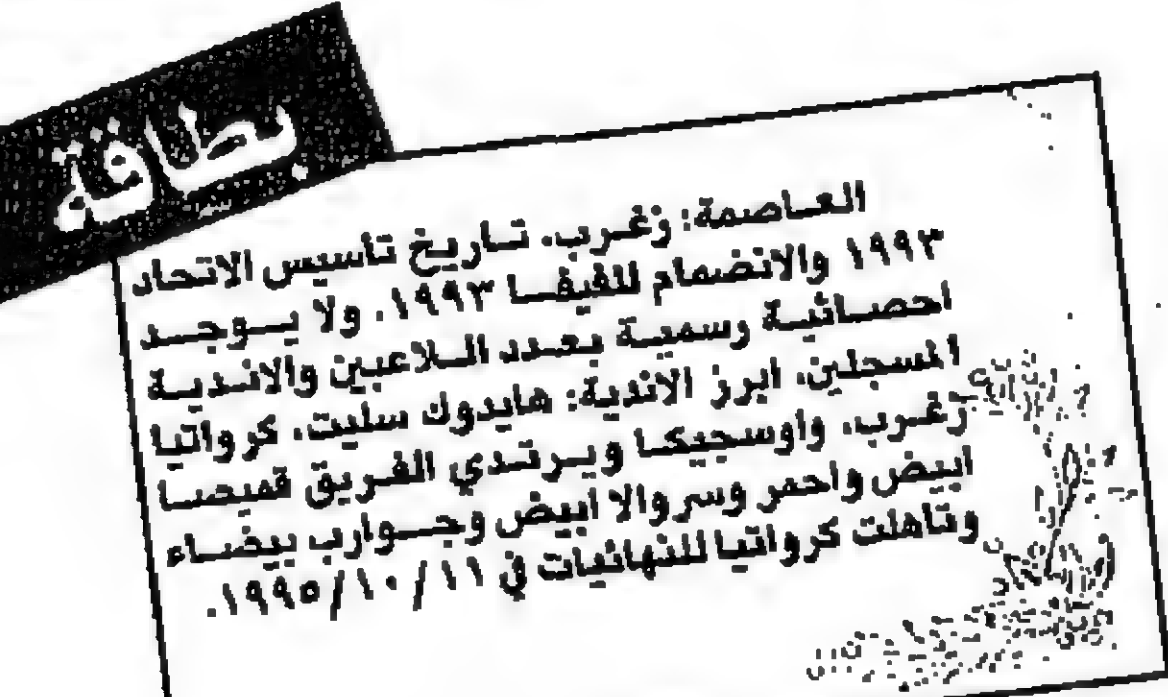 بطاقة
العاصمة: زغرب، تاريخ تأسيس الاتحاد
١٩٩٣ والانضمام للفيفا ١٩٩٣. ولا يوجد
احصائية رسمية بعدد اللاعبين والاندية
المسجلين، ابرز الاندية: هايدوك سليت، كرواتيا
زغرب، واوسجيكا ويرتدي الفريق قميصا
ابيض واحمر وسروالا ابيض وجوارب بيضاء
وتاهلت كرواتيا للنهائيات في ١١/١٠/١٩٩٥.